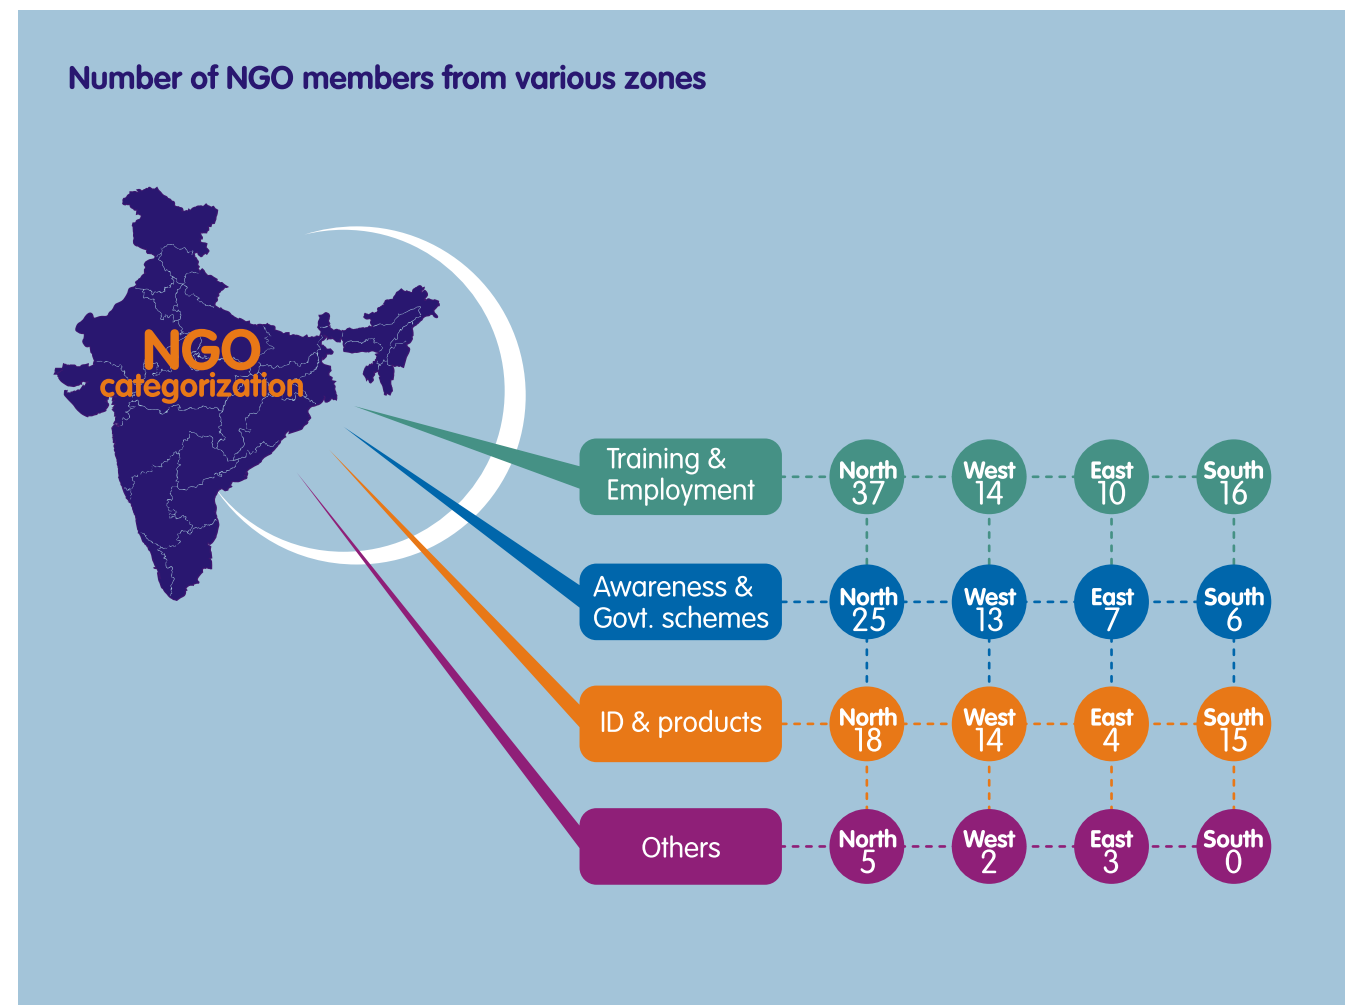 Number of NGO members from various zones
NGO
categorization
Training &
Employment
North
37
West
14
East
10
South
16
Awareness &
Govt. schemes
North
25
West
13
East
7
South
6
ID & products
North
18
West
14
East
4
South
15
Others
North
5
West
2
East
3
South
0